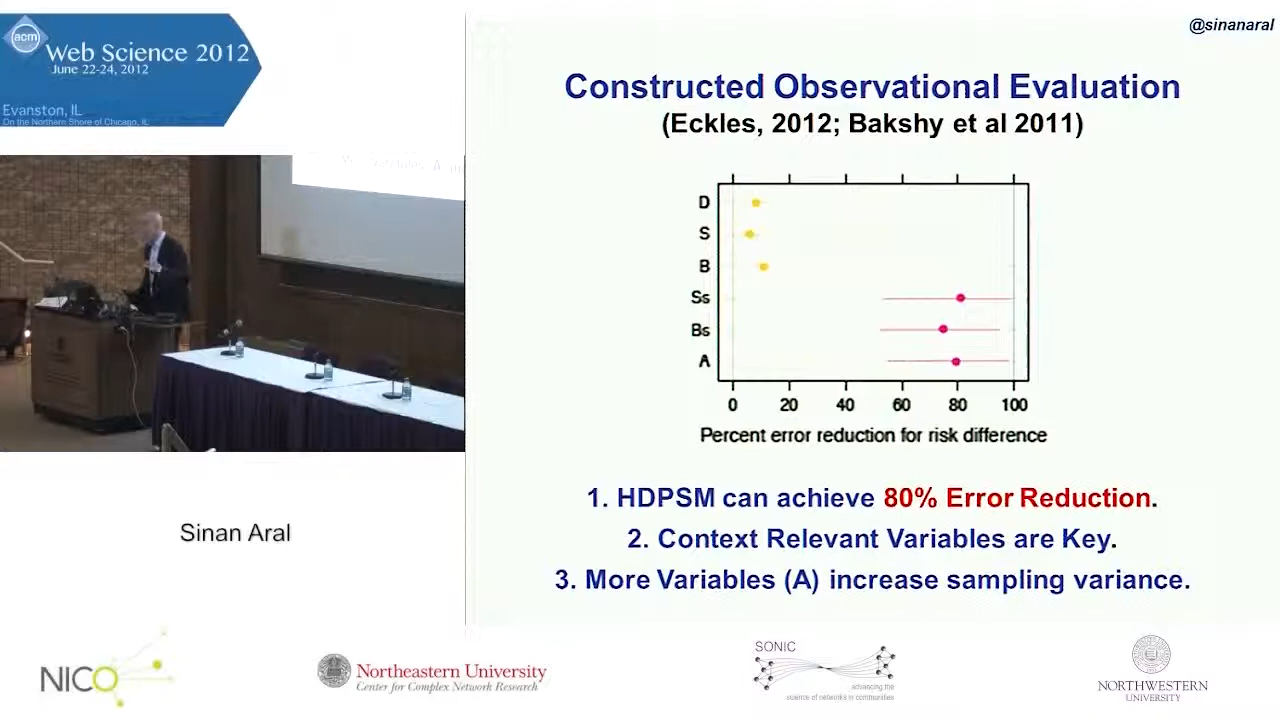 acm
Web Science 2012
June 22-24, 2012
Evanston, IL
On the Northern Shore of Chicago, IL
@sinanaral
Constructed Observational Evaluation
(Eckles, 2012; Bakshy et al 2011)
D
S
B
Ss
Bs
A
0 20 40 60 80 100
Percent error reduction for risk difference
1. HDPSM can achieve 80% Error Reduction.
2. Context Relevant Variables are Key.
3. More Variables (A) increase sampling variance.
Sinan Aral
NICO
Northeastern University
Center for Complex Network Research
SONIC
advancing the
science of networks in communities
NORTHWESTERN
UNIVERSITY